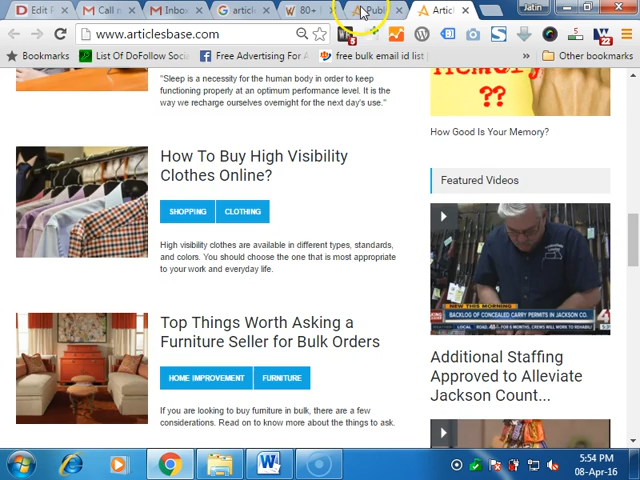 Edit P
Call n
Inbox
article
80+ I
Publ
Articl
Jatin
www.articlesbase.com
5
22
Bookmarks
List Of DoFollow Soci
Free Advertising For
free bulk email id list |
»
Other bookmarks
"Sleep is a necessity for the human body in order to keep
functioning properly at an optimum performance level. It is the
way we recharge ourselves overnight for the next day's use."
??
How Good Is Your Memory?
How To Buy High Visibility
Clothes Online?
SHOPPING
CLOTHING
High visibility clothes are available in different types, standards,
and colors. You should choose the one that is most appropriate
to your work and everyday life.
Featured Videos
NEW THIS MORNING
BACKLOG OF CONCEALED CARRY PERMITS IN JACKSON CO.
Additional Staffing
Approved to Alleviate
Jackson Count...
Top Things Worth Asking a
Furniture Seller for Bulk Orders
HOME IMPROVEMENT
FURNITURE
If you are looking to buy furniture in bulk, there are a few
considerations. Read on to know more about the things to ask.
5:54 PM
08-Apr-16